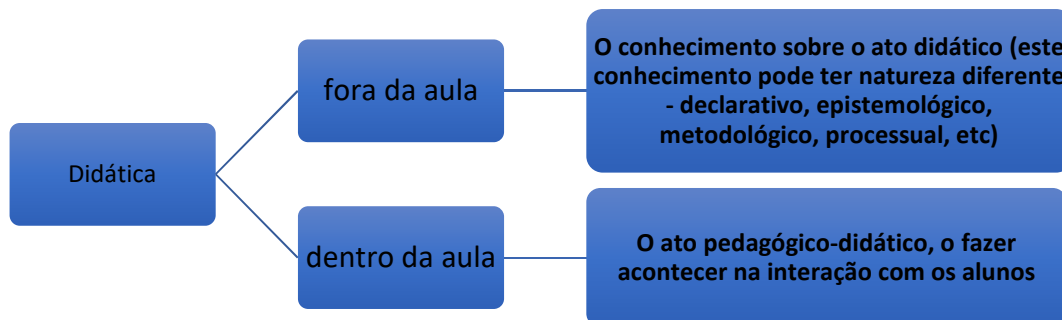 Didática
fora da aula
O conhecimento sobre o ato didático (este
conhecimento pode ter natureza diferente
- declarativo, epistemológico,
metodológico, processual, etc)
dentro da aula
O ato pedagógico-didático, o fazer
acontecer na interação com os alunos